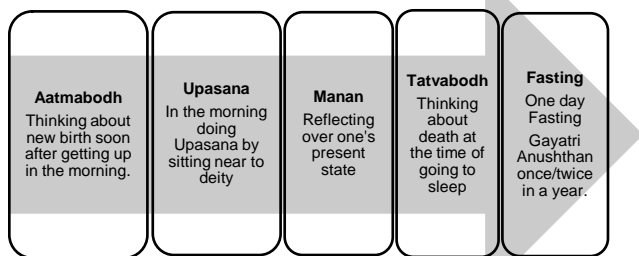 Aatmabodh
Thinking about
new birth soon
after getting up
in the morning.
Upasana
In the morning
doing
Upasana by
sitting near to
deity
Manan
Reflecting
over one's
present
state
Tatvabodh
Thinking
about
death at
the time of
going to
sleep
Fasting
One day
Fasting
Gayatri
Anushthan
once/twice
in a year.